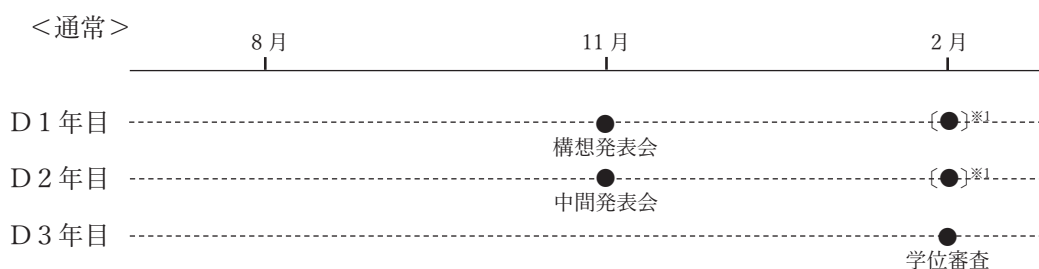 ＜通常＞
8月 11月 2月
D1年目 〔●〕※1
構想発表会
D2年目 〔●〕※1
中間発表会
D3年目
学位審査